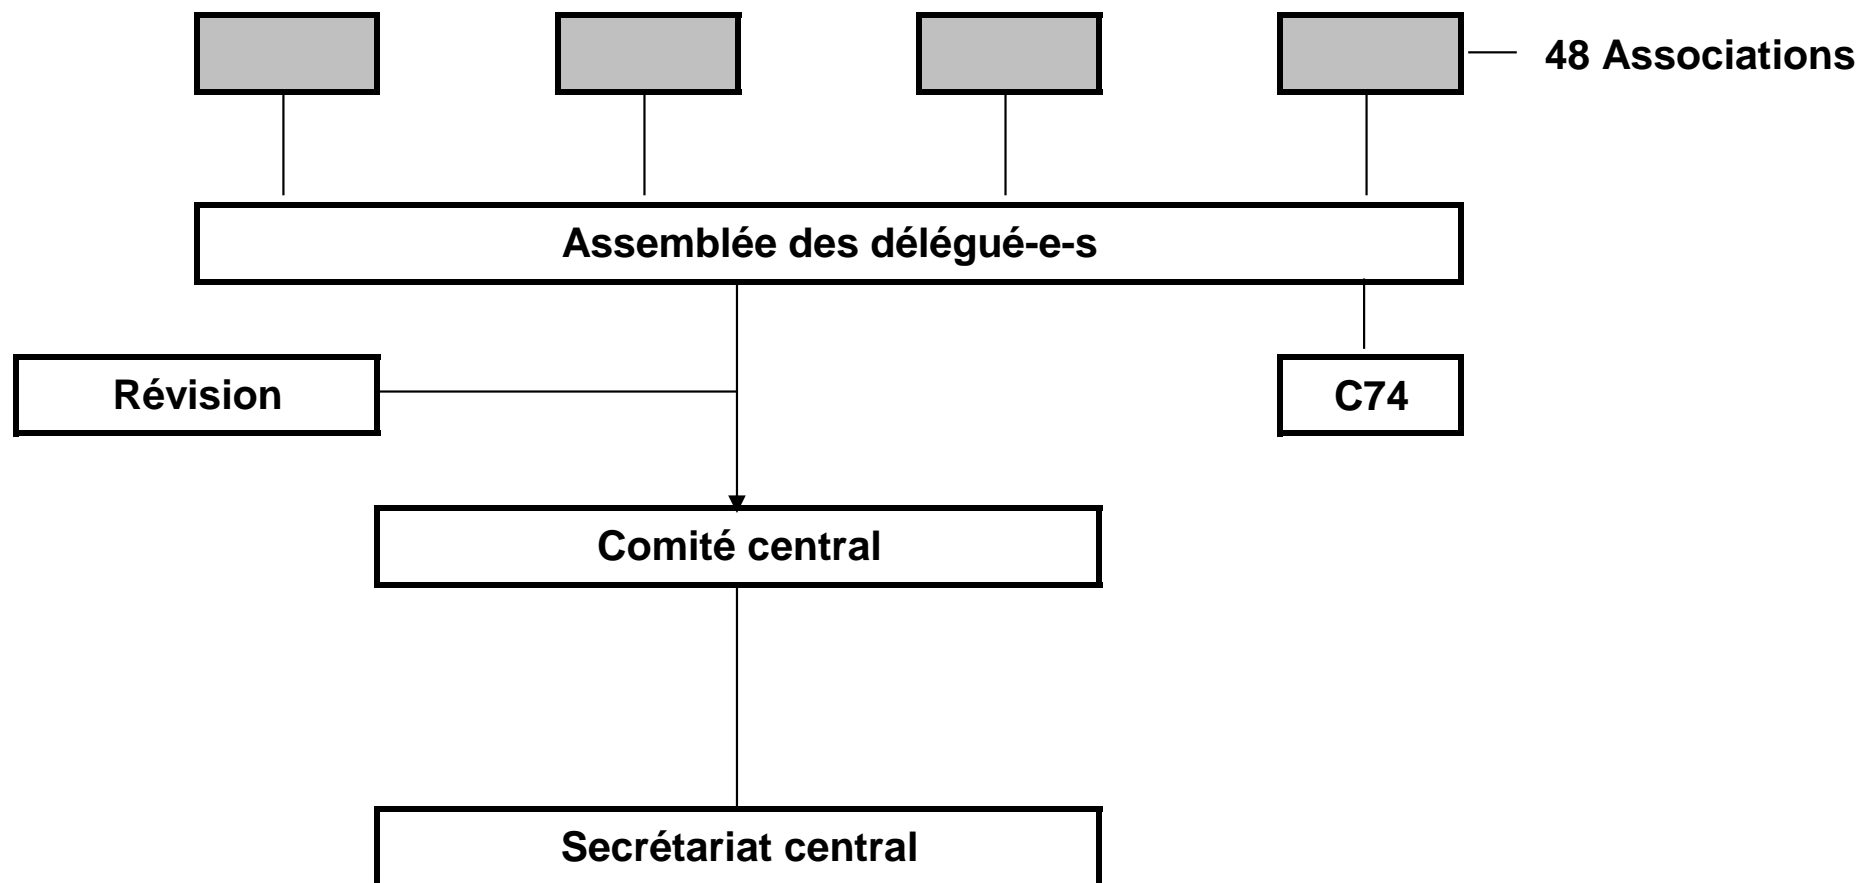 48 Associations
Assemblée des délégué-e-s
Révision
C74
Comité central
Secrétariat central